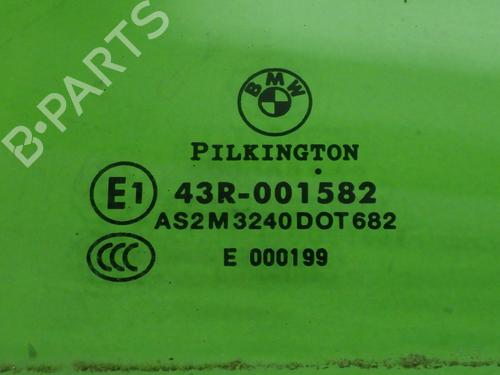 BMW
PILKINGTON
E1 43R-001582
AS2M3240DOT682
CCC E 000199
B-PARTS